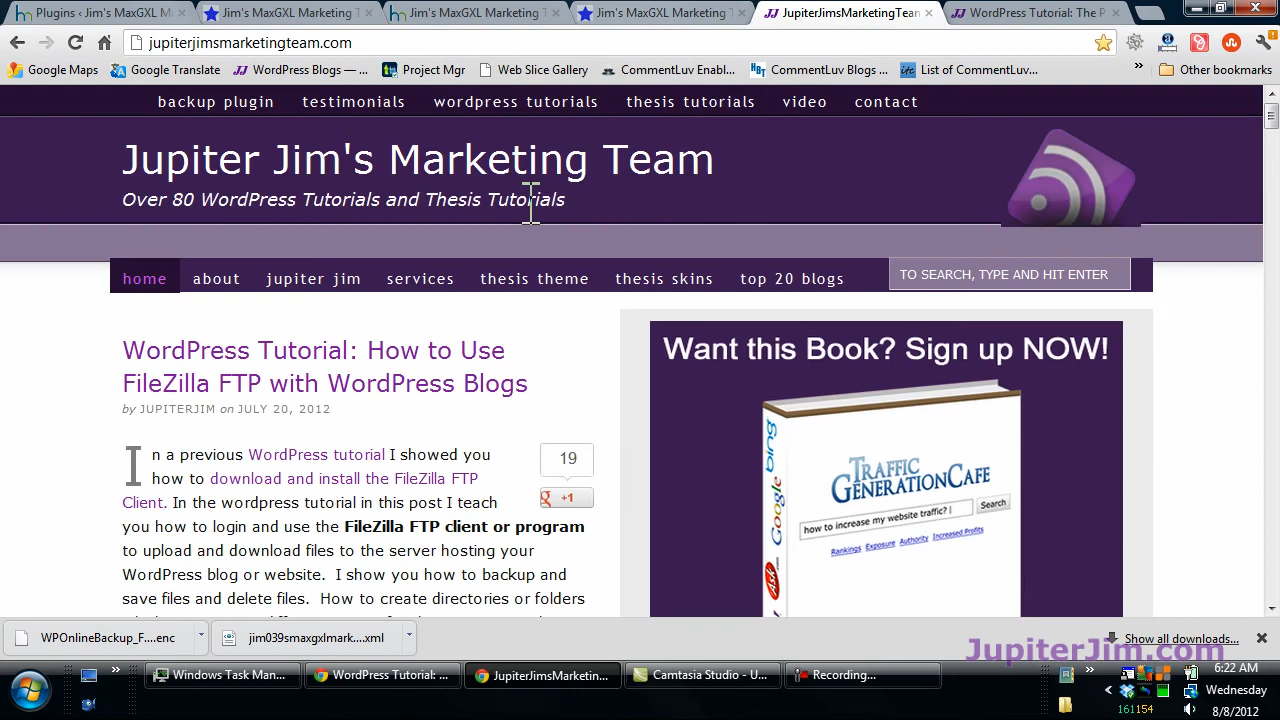 Plugins ‹ Jim's MaxGXL M
Jim's MaxGXL Marketing T
Jim's MaxGXL Marketing T
Jim's MaxGXL Marketing T
JupiterJimsMarketingTean
WordPress Tutorial: The P
jupiterjimsmarketingteam.com
Google Maps
Google Translate
WordPress Blogs — ...
Project Mgr
Web Slice Gallery
CommentLuv Enabl...
CommentLuv Blogs ...
List of CommentLuv...
Other bookmarks
backup plugin testimonials wordpress tutorials thesis tutorials video contact
Jupiter Jim's Marketing Team
Over 80 WordPress Tutorials and Thesis Tutorials
home about jupiter jim services thesis theme thesis skins top 20 blogs
TO SEARCH, TYPE AND HIT ENTER
WordPress Tutorial: How to Use
FileZilla FTP with WordPress Blogs
by JUPITERJIM on JULY 20, 2012
In a previous WordPress tutorial I showed you
how to download and install the FileZilla FTP
Client. In the wordpress tutorial in this post I teach
you how to login and use the FileZilla FTP client or program
to upload and download files to the server hosting your
WordPress blog or website. I show you how to backup and
save files and delete files. How to create directories or folders
19
+1
Want this Book? Sign up NOW!
TRAFFIC
GENERATIONCAFE
how to increase my website traffic? |
Search
Rankings Exposure Authority Increased Profits
Google bing
Ask.com
WPOnlineBackup_F....enc
jim039smaxgxlmark....xml
Show all downloads...
JupiterJim.com
Windows Task Man...
WordPress Tutorial: ...
JupiterJimsMarketin...
Camtasia Studio - U...
Recording...
6:22 AM
Wednesday
8/8/2012
161154